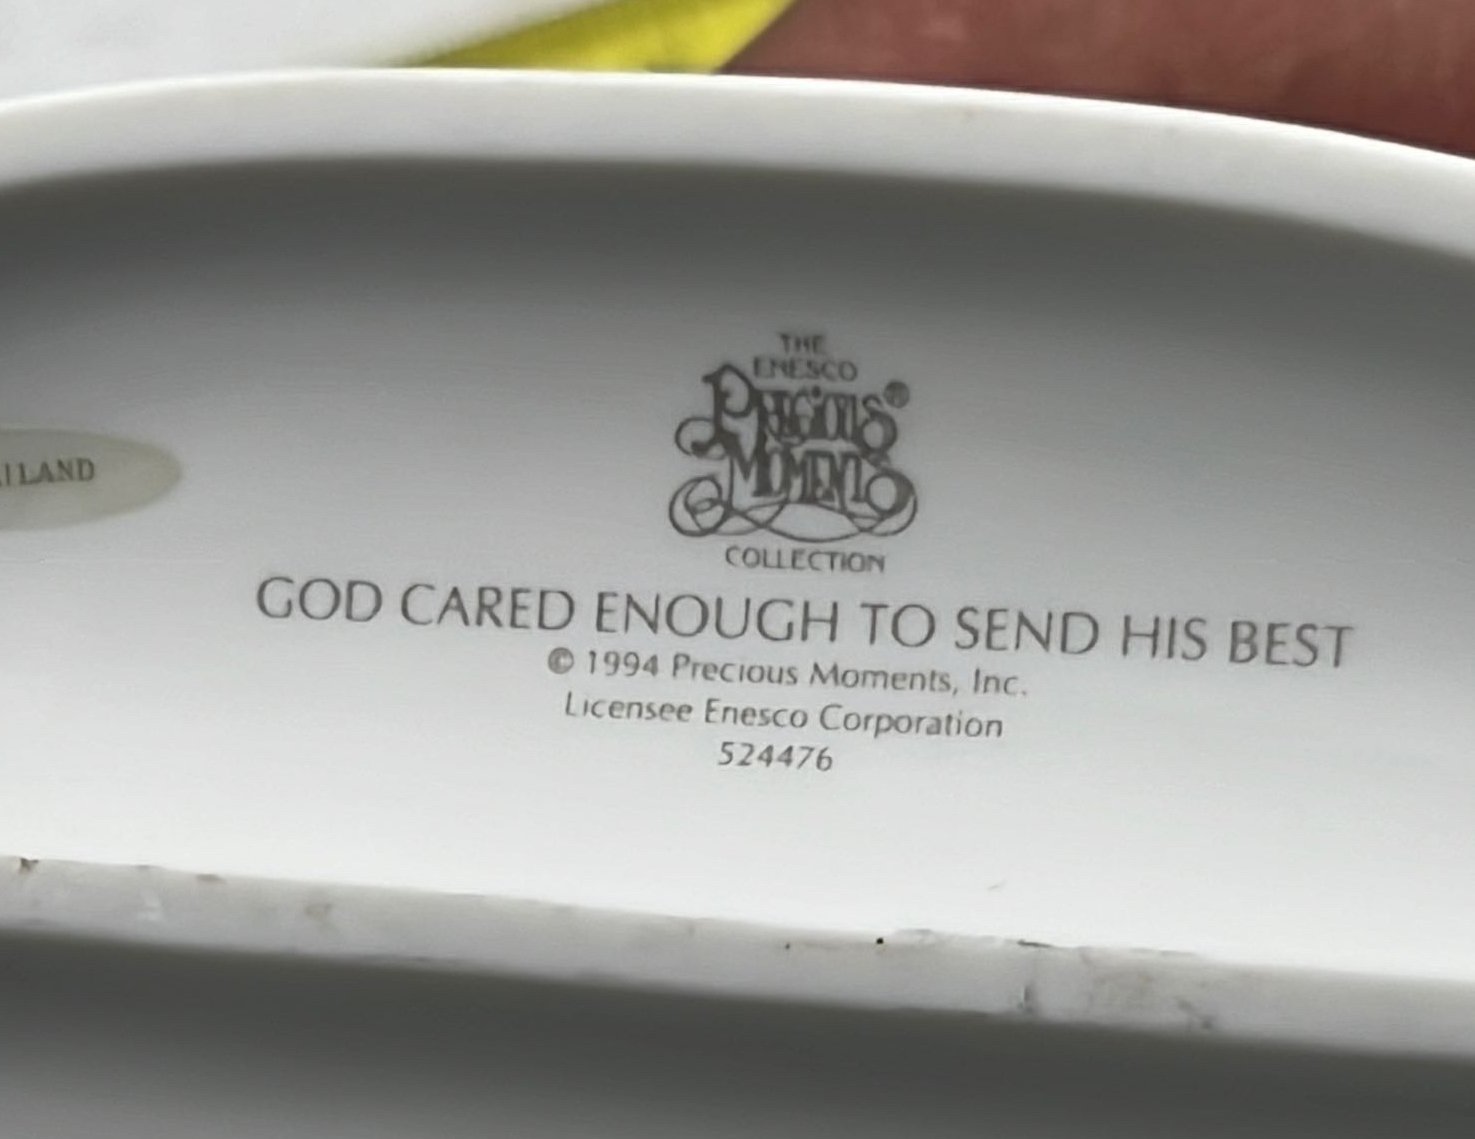 THE
ENESCO
PRECIOUS®
MOMENTS
COLLECTION
GOD CARED ENOUGH TO SEND HIS BEST
© 1994 Precious Moments, Inc.
Licensee Enesco Corporation
524476